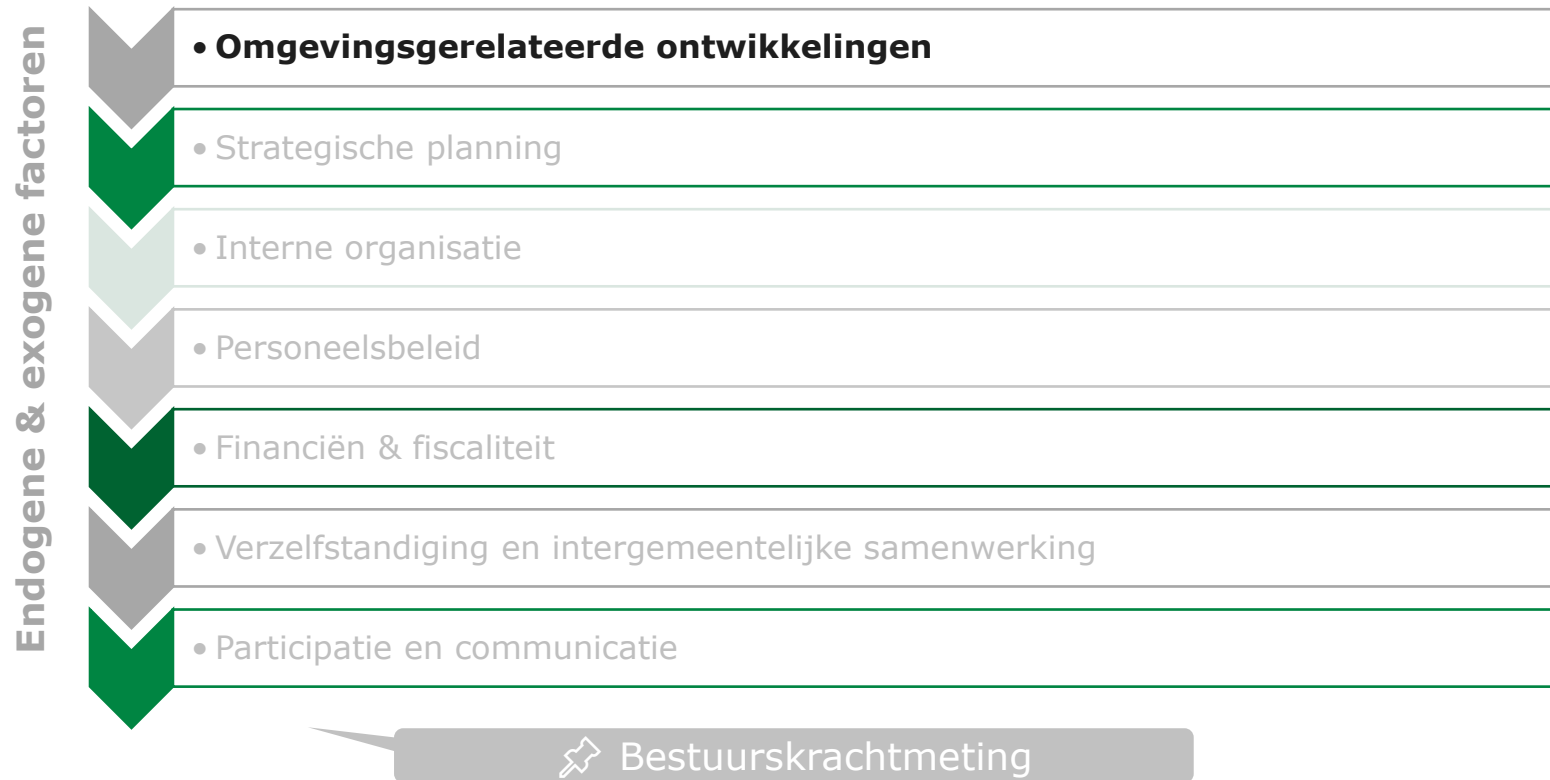 Endogene & exogene factoren
• Omgevingsgerelateerde ontwikkelingen
• Strategische planning
• Interne organisatie
• Personeelsbeleid
• Financiën & fiscaliteit
• Verzelfstandiging en intergemeentelijke samenwerking
• Participatie en communicatie
Bestuurskrachtmeting